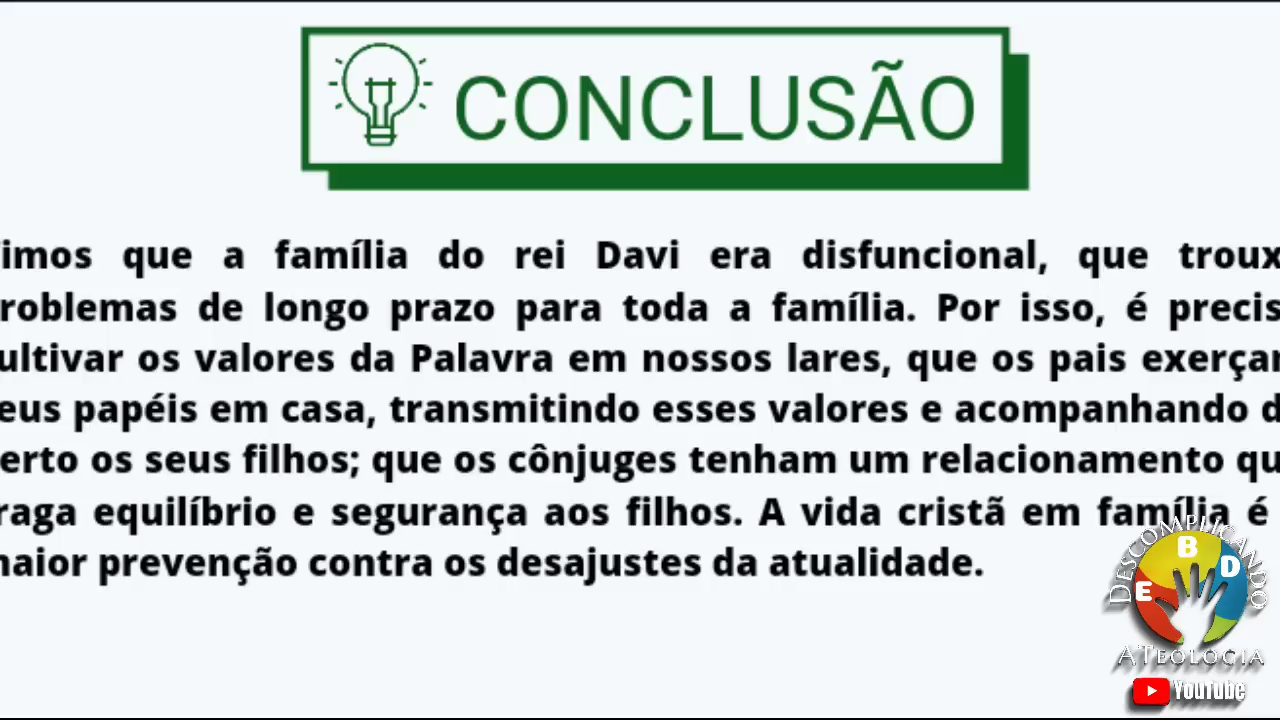 CONCLUSÃO
imos que a família do rei Davi era disfuncional, que troux
roblemas de longo prazo para toda a família. Por isso, é precis
ultivar os valores da Palavra em nossos lares, que os pais exerça
eus papéis em casa, transmitindo esses valores e acompanhando d
erto os seus filhos; que os cônjuges tenham um relacionamento qu
raga equilíbrio e segurança aos filhos. A vida cristã em família é
maior prevenção contra os desajustes da atualidade.
DESCOMPLICANDO
E B D
A TEOLOGIA
YouTube